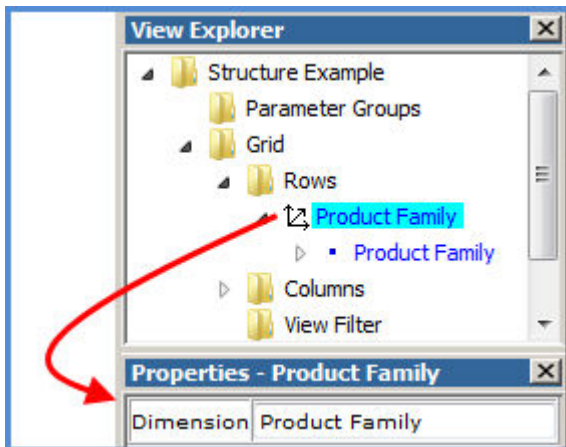 View Explorer
Structure Example
Parameter Groups
Grid
Rows
Product Family
Product Family
Columns
View Filter
Properties - Product Family
Dimension Product Family